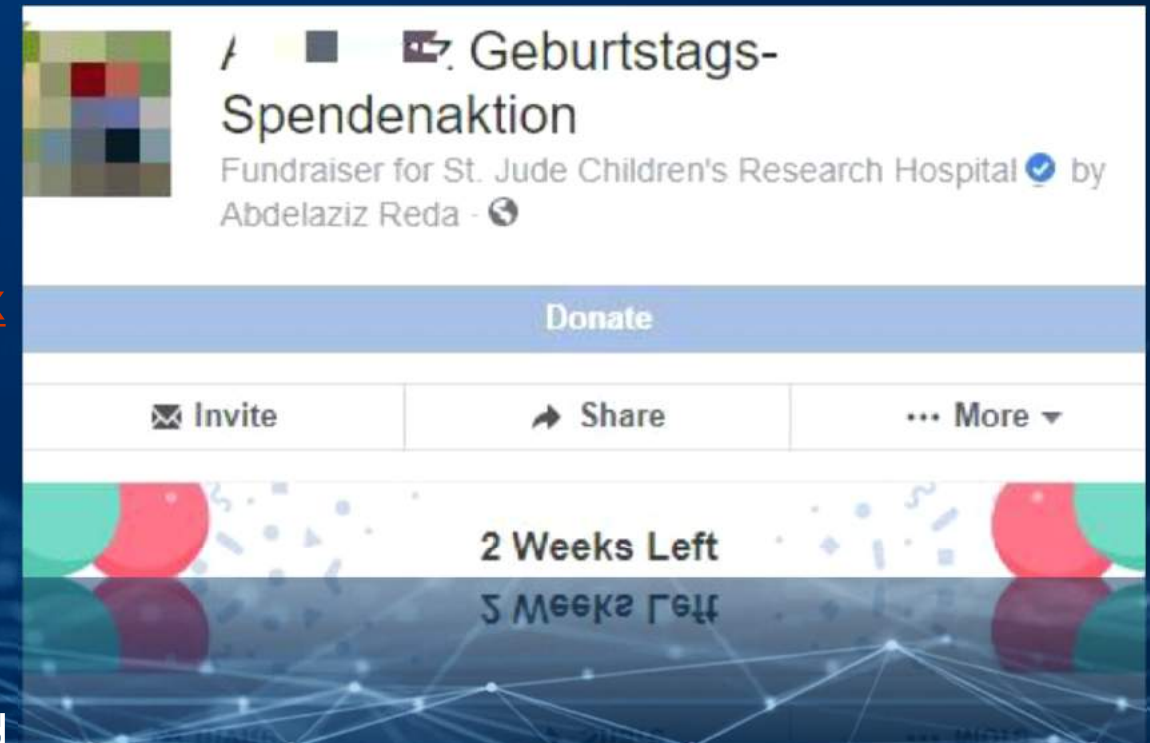 Geburtstags-
Spendenaktion
Fundraiser for St. Jude Children's Research Hospital by
Abdelaziz Reda ·
Donate
Invite
Share
··· More
2 Weeks Left
2 Weeks Left